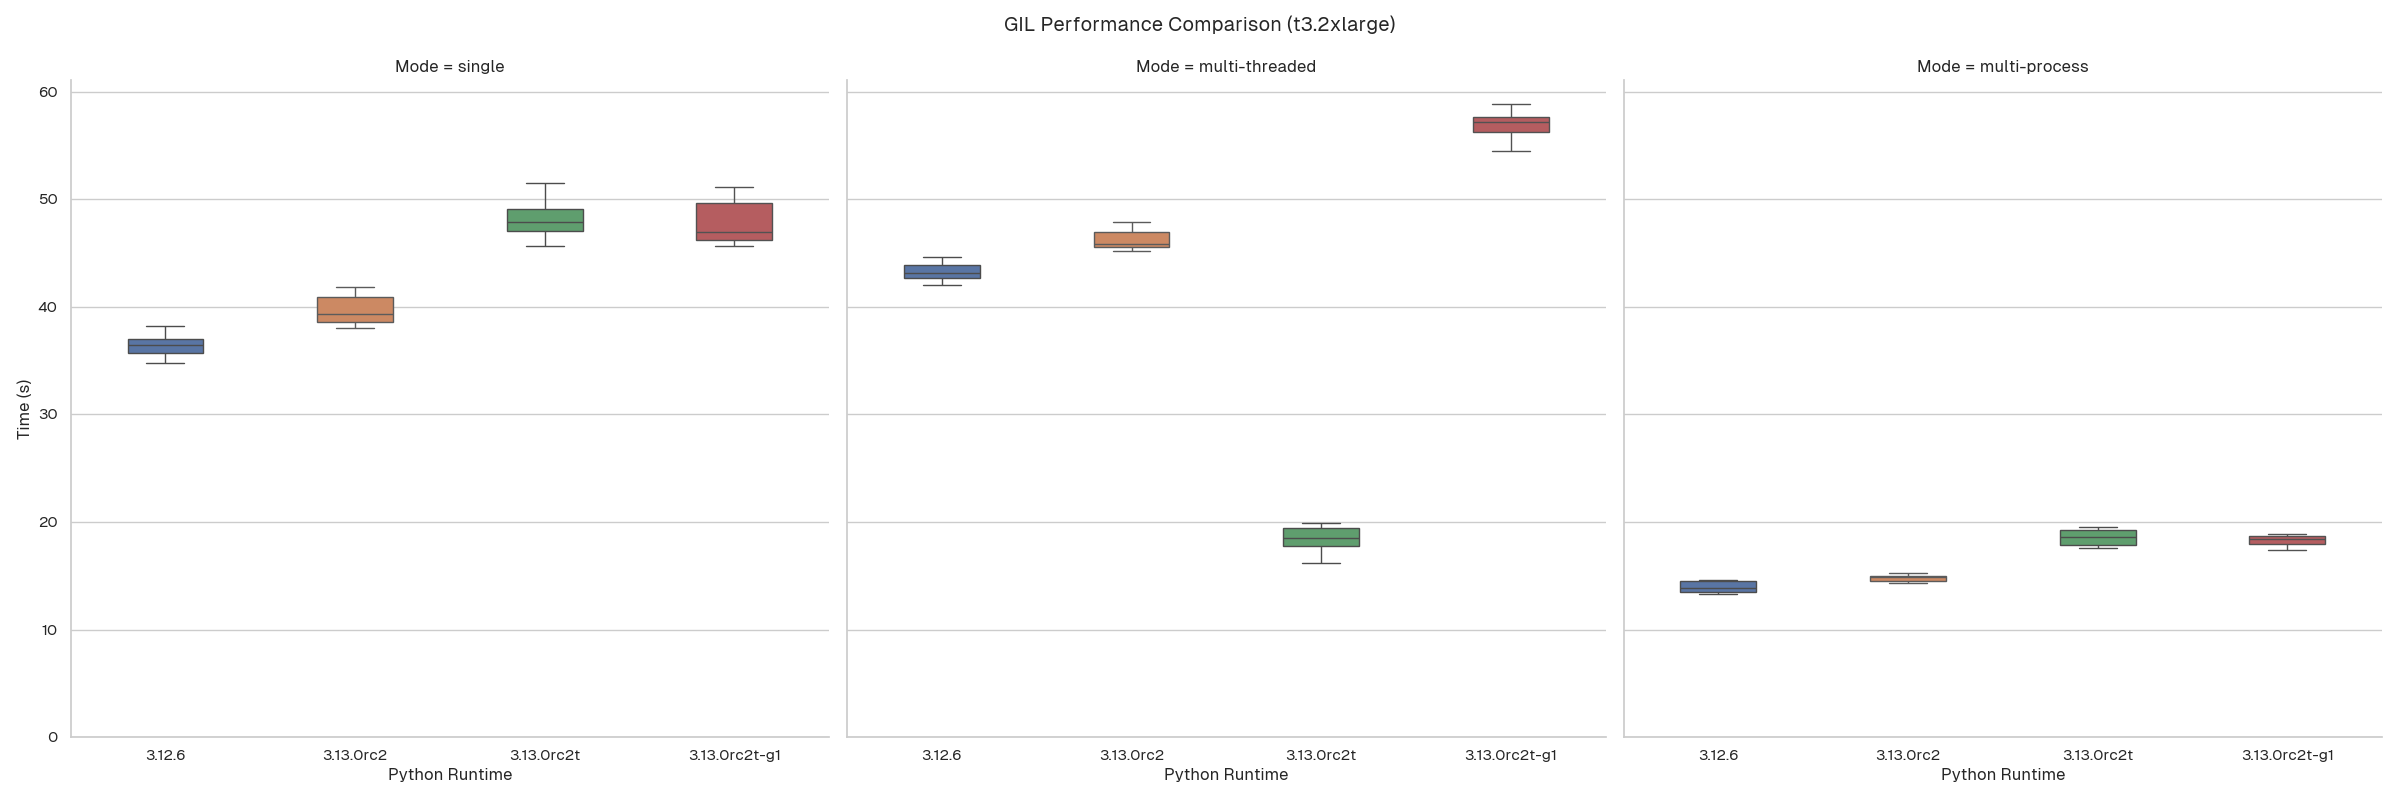 GIL Performance Comparison (t3.2xlarge)
Mode = single
Mode = multi-threaded
Mode = multi-process
Time (s)
60
50
40
30
20
10
0
3.12.6 3.13.0rc2 3.13.0rc2t 3.13.0rc2t-g1
Python Runtime
3.12.6 3.13.0rc2 3.13.0rc2t 3.13.0rc2t-g1
Python Runtime
3.12.6 3.13.0rc2 3.13.0rc2t 3.13.0rc2t-g1
Python Runtime